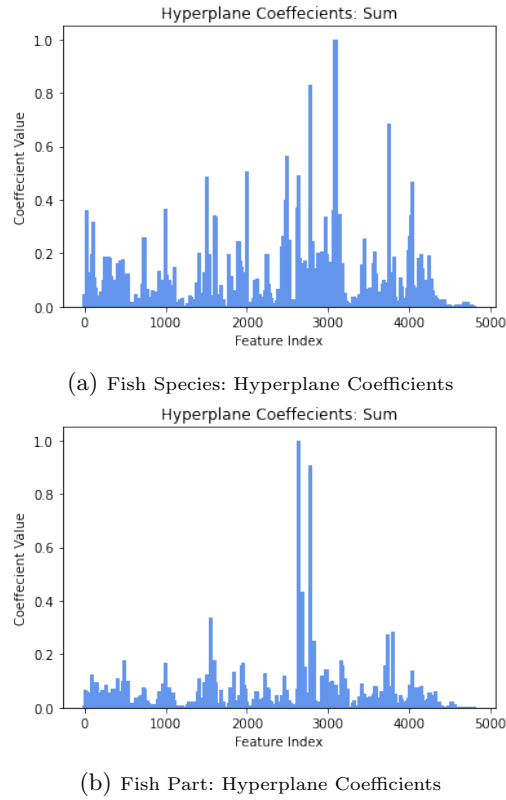 Hyperplane Coeffecients: Sum
1.0
0.8
0.6
0.4
0.2
0.0
Coeffecient Value
0 1000 2000 3000 4000 5000
Feature Index
(a) Fish Species: Hyperplane Coefficients
Hyperplane Coeffecients: Sum
1.0
0.8
0.6
0.4
0.2
0.0
Coeffecient Value
0 1000 2000 3000 4000 5000
Feature Index
(b) Fish Part: Hyperplane Coefficients